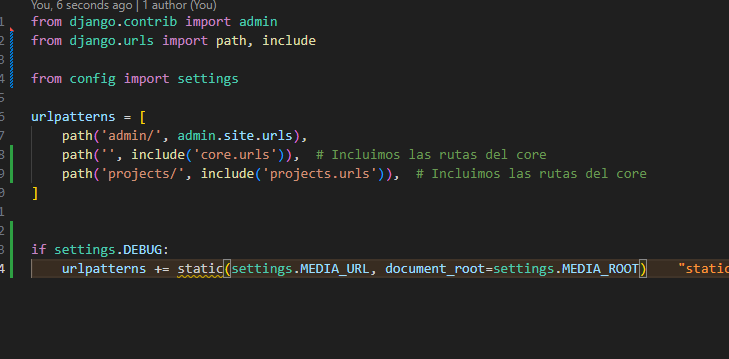 You, 6 seconds ago | 1 author (You)
1 from django.contrib import admin
2 from django.urls import path, include
3
4 from config import settings
5
6 urlpatterns = [
7 path('admin/', admin.site.urls),
8 path('', include('core.urls')), # Incluimos las rutas del core
9 path('projects/', include('projects.urls')), # Incluimos las rutas del core
0 ]
1
2
3 if settings.DEBUG:
4 urlpatterns += static(settings.MEDIA_URL, document_root=settings.MEDIA_ROOT) "static